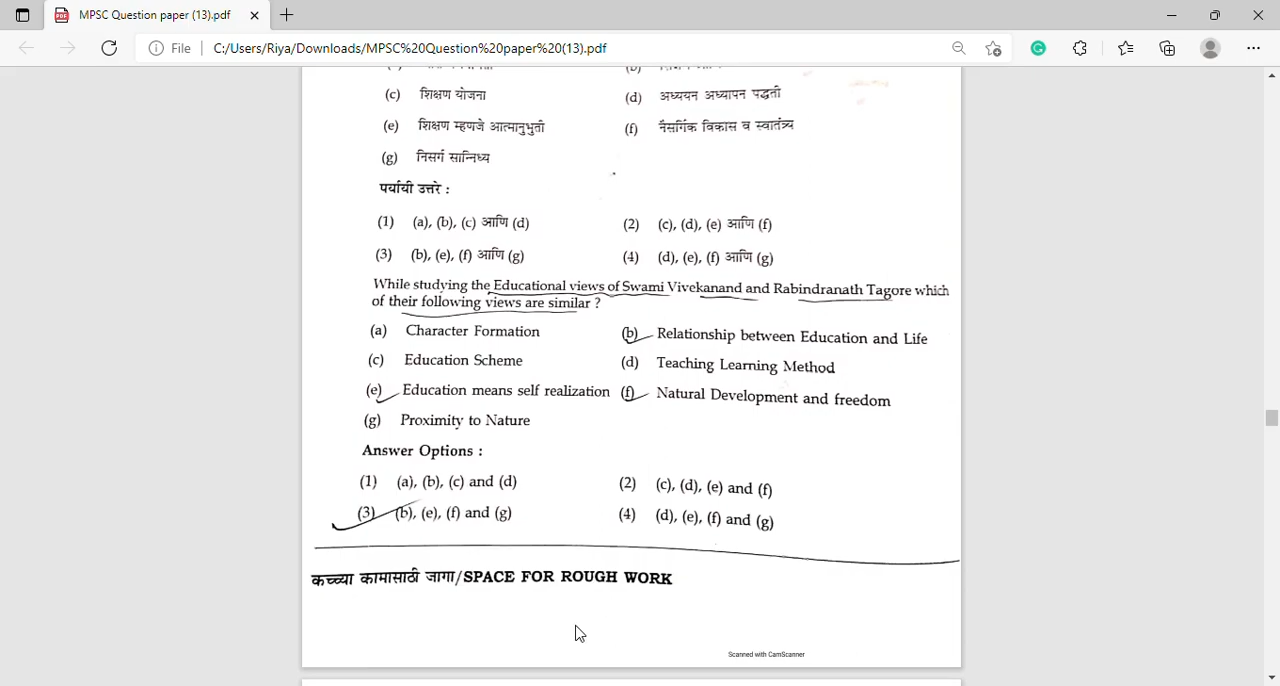 MPSC Question paper (13).pdf
File C:/Users/Riya/Downloads/MPSC%20Question%20paper%20(13).pdf
(c) शिक्षण योजना (d) अध्ययन अध्यापन पद्धती
(e) शिक्षण म्हणजे आत्मानुभुती (f) नैसर्गिक विकास व स्वातंत्र्य
(g) निसर्ग सान्निध्य
पर्यायी उत्तरे :
(1) (a), (b), (c) आणि (d) (2) (c), (d), (e) आणि (f)
(3) (b), (e), (f) आणि (g) (4) (d), (e), (f) आणि (g)
While studying the Educational views of Swami Vivekanand and Rabindranath Tagore which
of their following views are similar ?
(a) Character Formation (b) Relationship between Education and Life
(c) Education Scheme (d) Teaching Learning Method
(e) Education means self realization (f) Natural Development and freedom
(g) Proximity to Nature
Answer Options :
(1) (a), (b), (c) and (d) (2) (c), (d), (e) and (f)
(3) (b), (e), (f) and (g) (4) (d), (e), (f) and (g)
कच्च्या कामासाठी जागा/SPACE FOR ROUGH WORK
Scanned with CamScanner